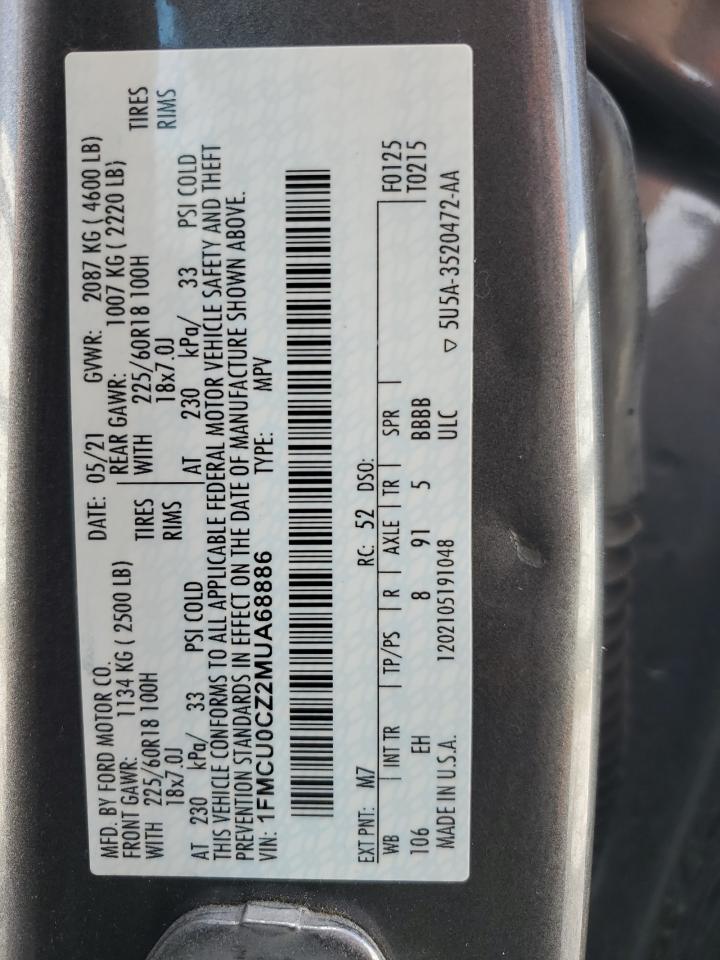 MFD. BY FORD MOTOR CO.
DATE: 05/21 GVWR: 2087 KG ( 4600 LB)
FRONT GAWR: 1134 KG ( 2500 LB)
REAR GAWR: 1007 KG ( 2220 LB)
WITH 225/60R18 100H TIRES
WITH 225/60R18 100H TIRES
18x7.0J RIMS
18x7.0J RIMS
AT 230 kPa/ 33 PSI COLD
AT 230 kPa/ 33 PSI COLD
THIS VEHICLE CONFORMS TO ALL APPLICABLE FEDERAL MOTOR VEHICLE SAFETY AND THEFT
PREVENTION STANDARDS IN EFFECT ON THE DATE OF MANUFACTURE SHOWN ABOVE.
VIN: 1FMCU0CZ2MUA68886 TYPE: MPV
EXT PNT: M7 RC: 52 DSO:
WB INT TR TP/PS R AXLE TR SPR F0125
106 EH 8 91 5 BBBB T0215
MADE IN U.S.A. 1202105191048 ULC
▽ 5U5A-3520472-AA